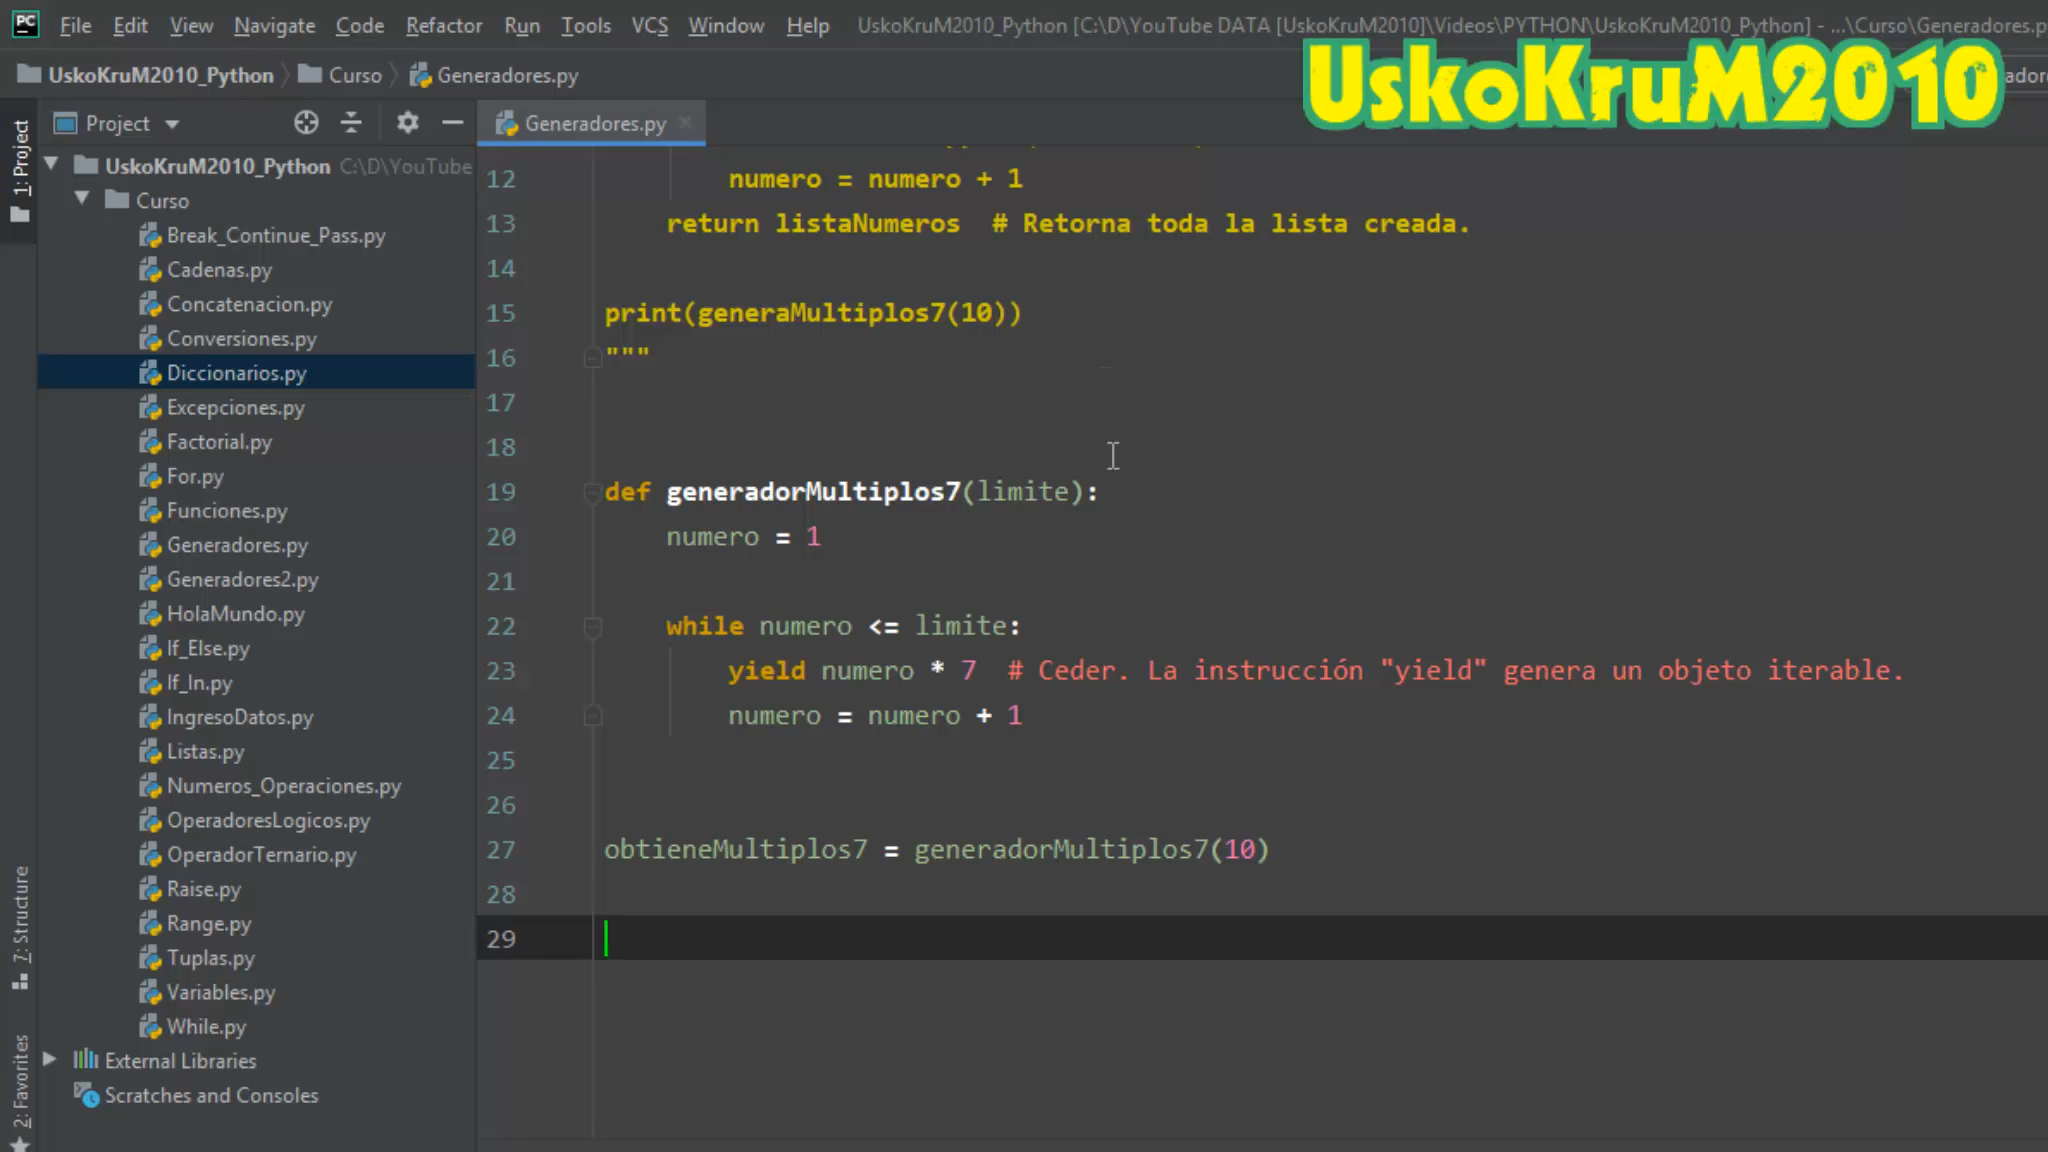 PC File Edit View Navigate Code Refactor Run Tools VCS Window Help UskoKruM2010_Python [C:\D\YouTube DATA [UskoKruM2010]\Videos\PYTHON\UskoKruM2010_Python] - ...\Curso\Generadores.py
UskoKruM2010
UskoKruM2010_Python Curso Generadores.py
Project
Generadores.py
1: Project
7: Structure
2: Favorites
UskoKruM2010_Python C:\D\YouTube
Curso
Break_Continue_Pass.py
Cadenas.py
Concatenacion.py
Conversiones.py
Diccionarios.py
Excepciones.py
Factorial.py
For.py
Funciones.py
Generadores.py
Generadores2.py
HolaMundo.py
If_Else.py
If_In.py
IngresoDatos.py
Listas.py
Numeros_Operaciones.py
OperadoresLogicos.py
OperadorTernario.py
Raise.py
Range.py
Tuplas.py
Variables.py
While.py
External Libraries
Scratches and Consoles
12 numero = numero + 1
13 return listaNumeros # Retorna toda la lista creada.
14
15 print(generaMultiplos7(10))
16 """
17
18
19 def generadorMultiplos7(limite):
20 numero = 1
21
22 while numero <= limite:
23 yield numero * 7 # Ceder. La instrucción "yield" genera un objeto iterable.
24 numero = numero + 1
25
26
27 obtieneMultiplos7 = generadorMultiplos7(10)
28
29